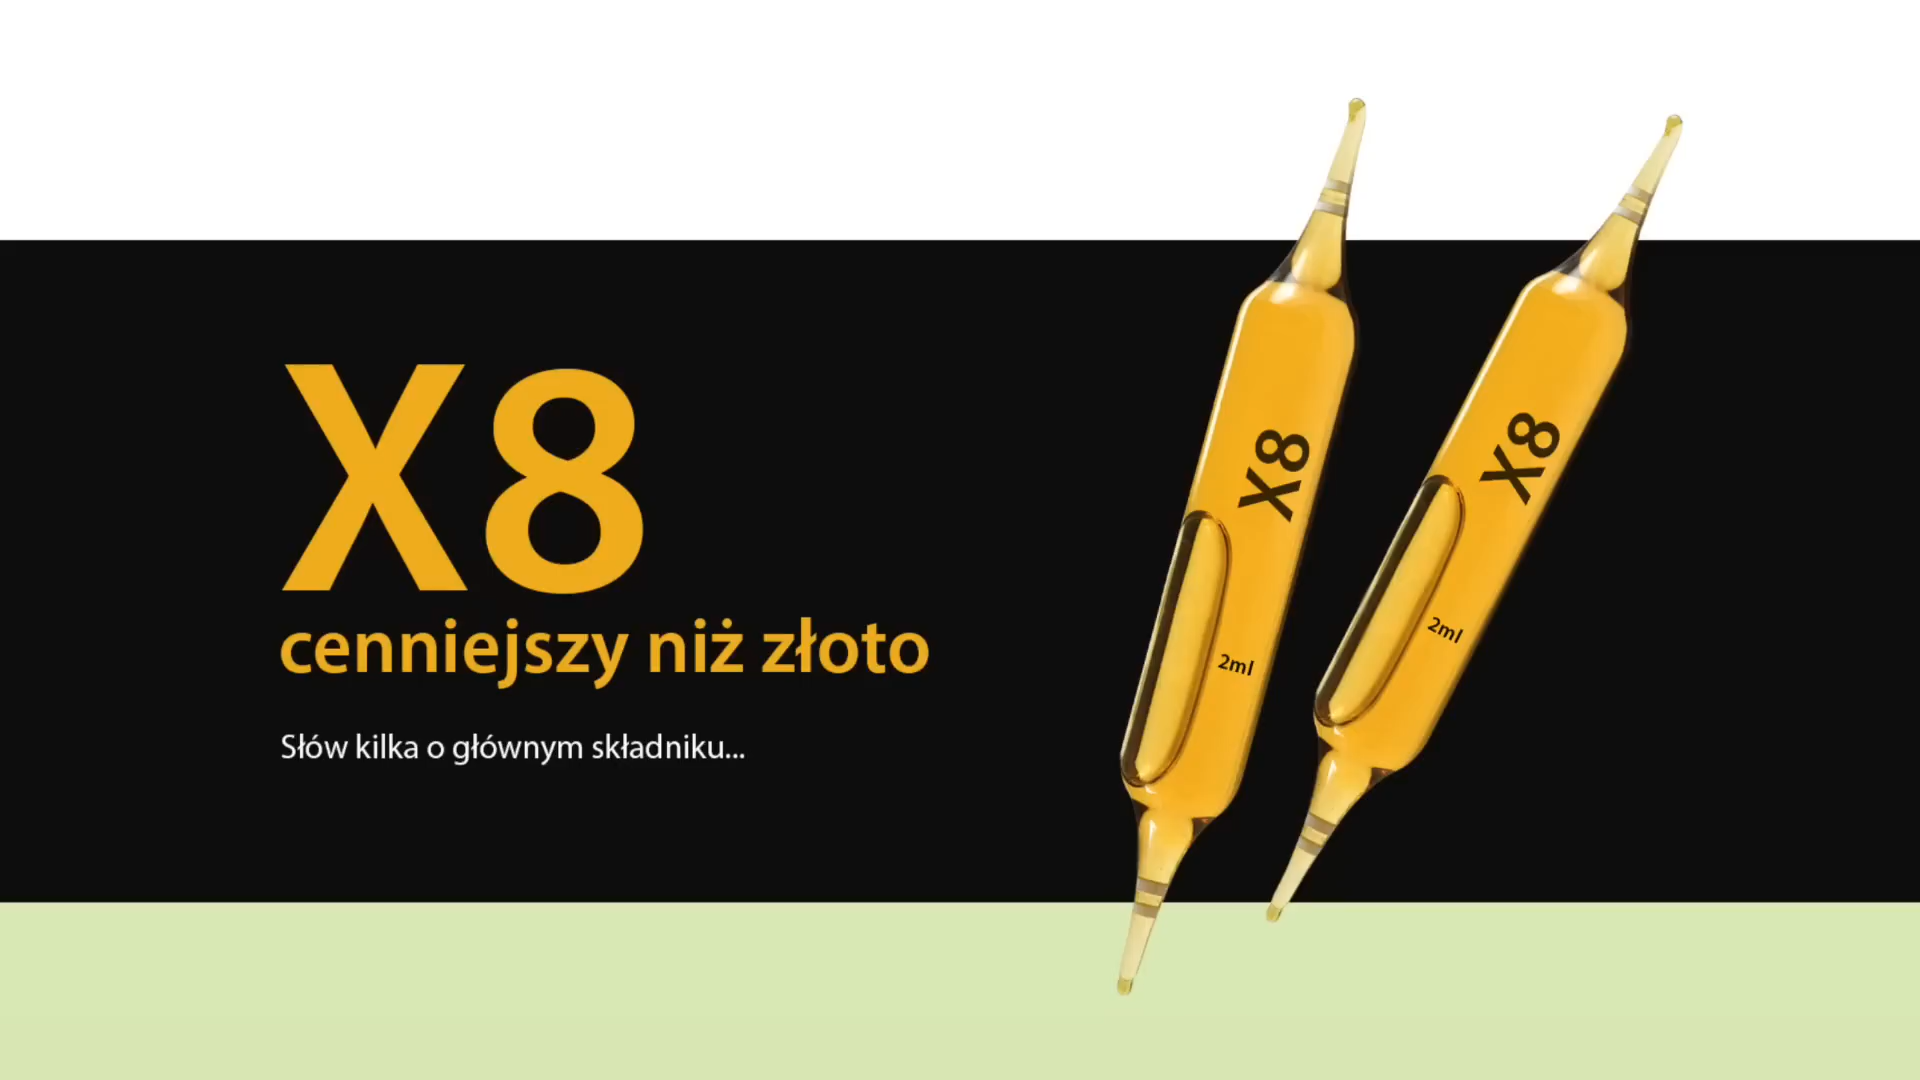 X8
cenniejszy niż złoto
Słów kilka o głównym składniku...
X8
2ml
X8
2ml